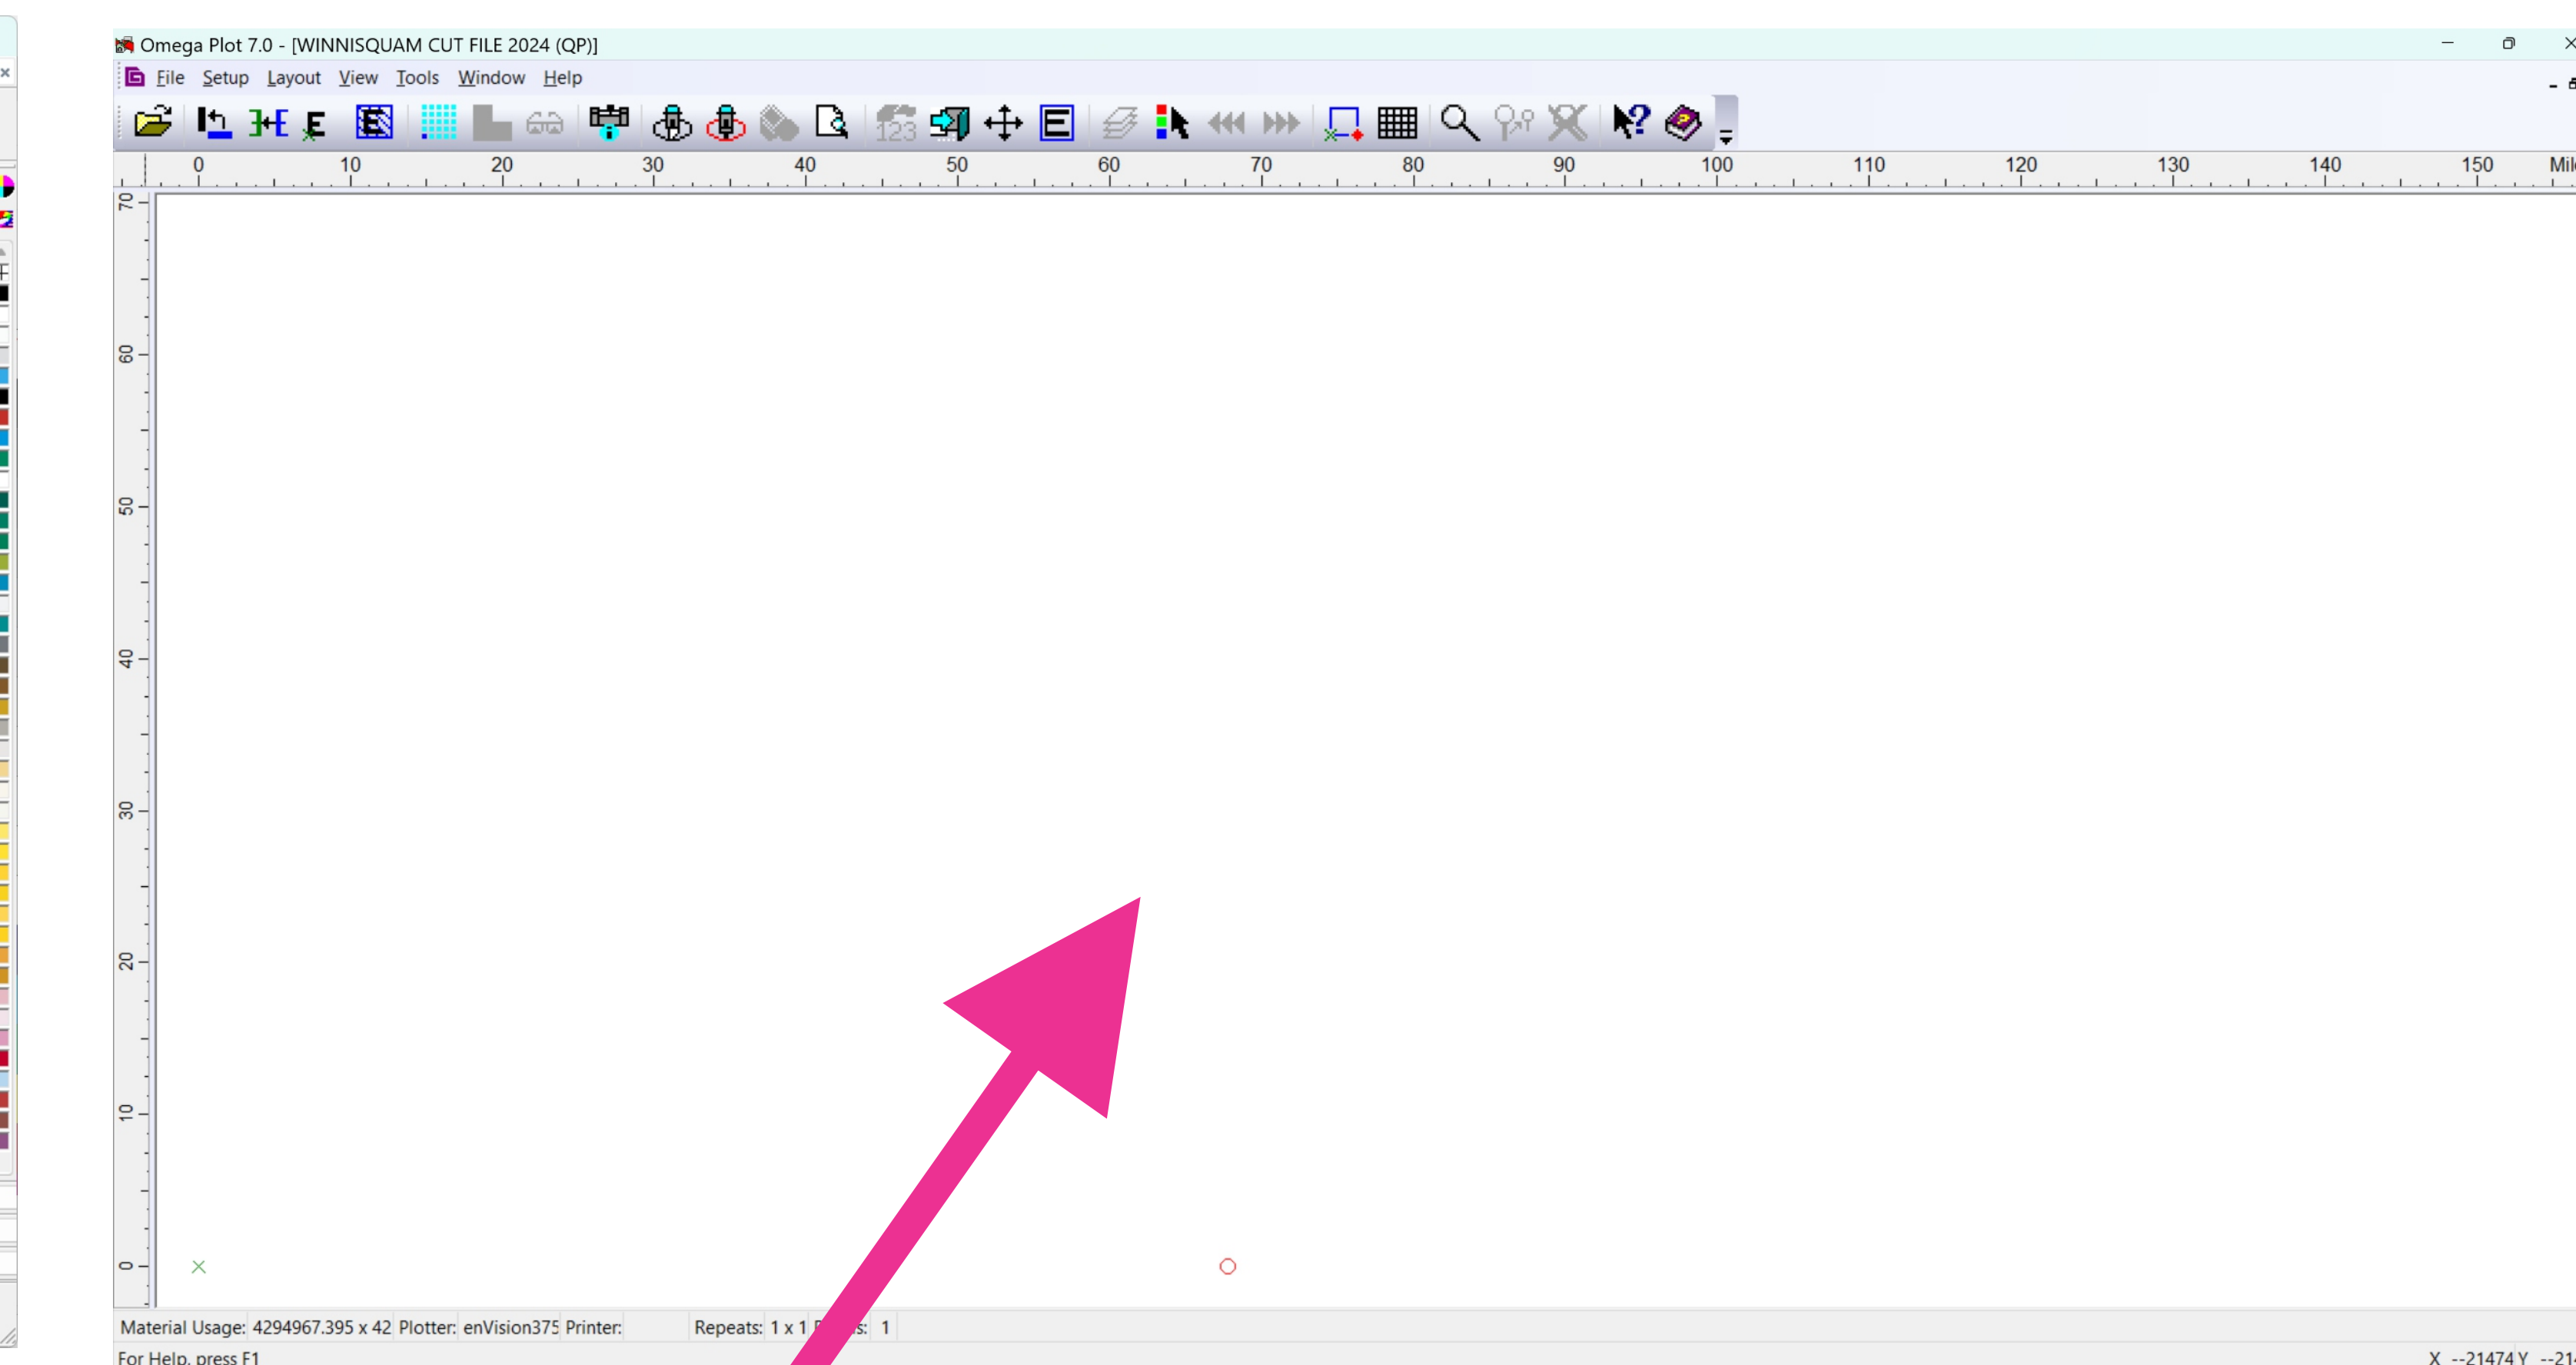 Omega Plot 7.0 - [WINNISQUAM CUT FILE 2024 (QP)]
File Setup Layout View Tools Window Help
123
0 10 20 30 40 50 60 70 80 90 100 110 120 130 140 150
70
60
50
40
30
20
10
0
Material Usage: 4294967.395 x 42 Plotter: enVision375 Printer: Repeats: 1 x 1 1
For Help, press F1 X --21474 Y